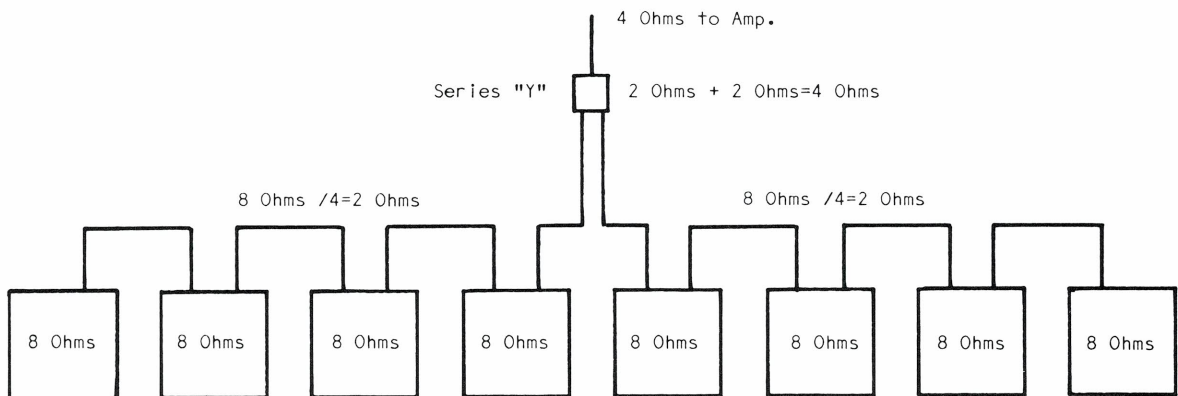 4 Ohms to Amp.
Series "Y" 2 Ohms + 2 Ohms=4 Ohms
8 Ohms /4=2 Ohms 8 Ohms /4=2 Ohms
8 Ohms 8 Ohms 8 Ohms 8 Ohms 8 Ohms 8 Ohms 8 Ohms 8 Ohms